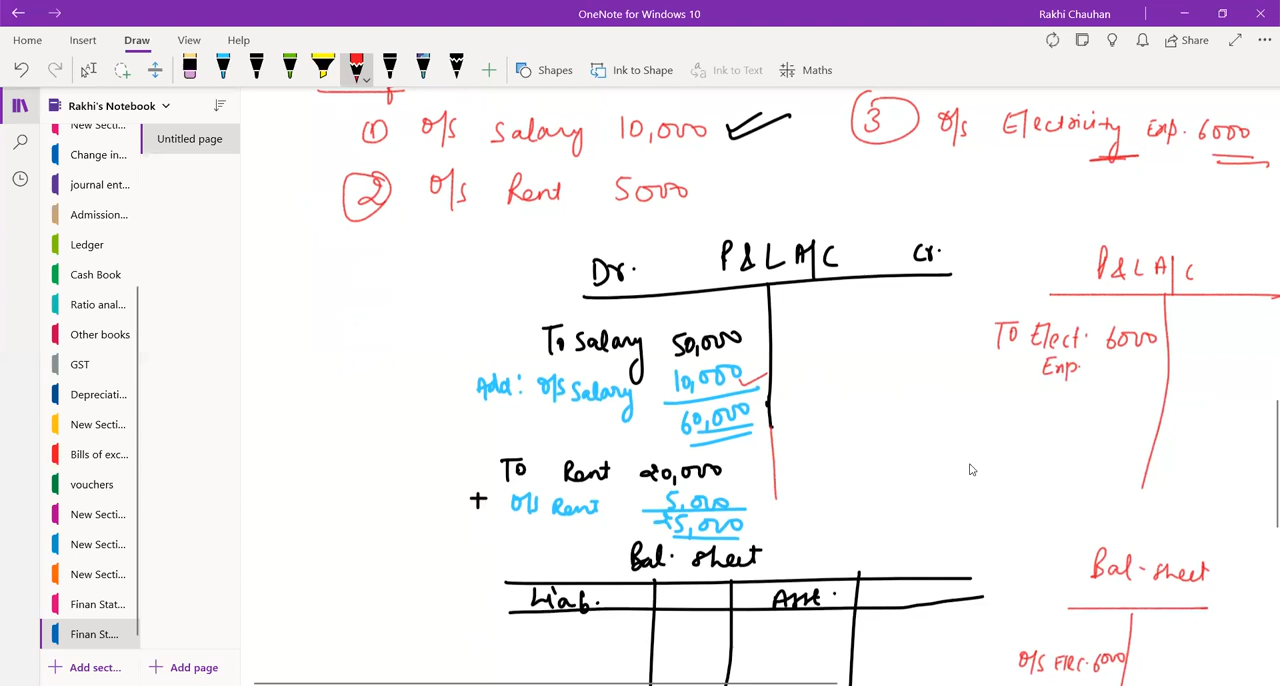 OneNote for Windows 10
Rakhi Chauhan
Home Insert Draw View Help
Share
Shapes Ink to Shape Ink to Text Maths
Rakhi's Notebook
New Secti...
Change in...
journal ent...
Admission...
Ledger
Cash Book
Ratio anal...
Other books
GST
Depreciati...
New Secti...
Bills of exc...
vouchers
New Secti...
New Secti...
New Secti...
Finan Stat...
Finan St....
Add sect...
Add page
Untitled page
① O/s Salary 10,000
③ O/s Electricity Exp. 6000
② O/s Rent 5000
Dr. P & L A/C Cr.
To Salary 50,000
Add: O/s Salary 10,000
60,000
To Rent 20,000
+ O/s Rent 5,000
25,000
Bal. Sheet
Liab. Asst.
P & L A/C
To Elect. 6000
Exp.
Bal-Sheet
O/s Elec. 6000